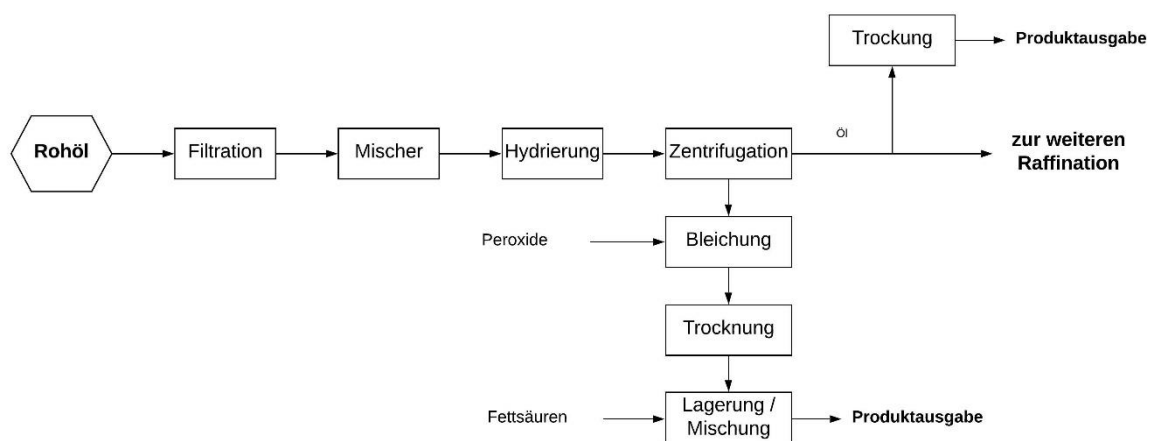 Trockung
Produktausgabe
Rohöl
Filtration
Mischer
Hydrierung
Zentrifugation
Öl
zur weiteren
Raffination
Peroxide
Bleichung
Trocknung
Fettsäuren
Lagerung /
Mischung
Produktausgabe